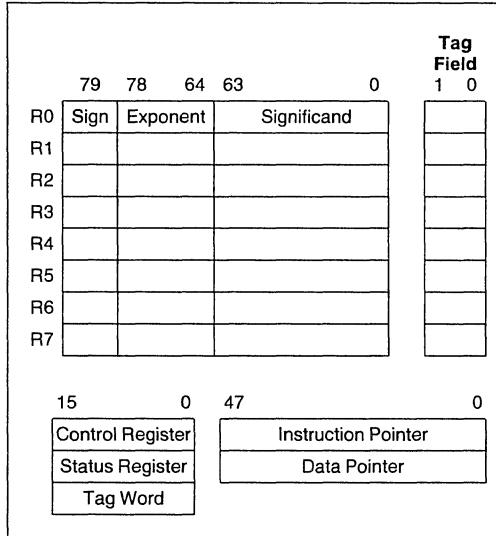 Tag
Field
79 78 64 63 0 1 0
R0 Sign Exponent Significand
R1
R2
R3
R4
R5
R6
R7
15 0 47 0
Control Register Instruction Pointer
Status Register Data Pointer
Tag Word